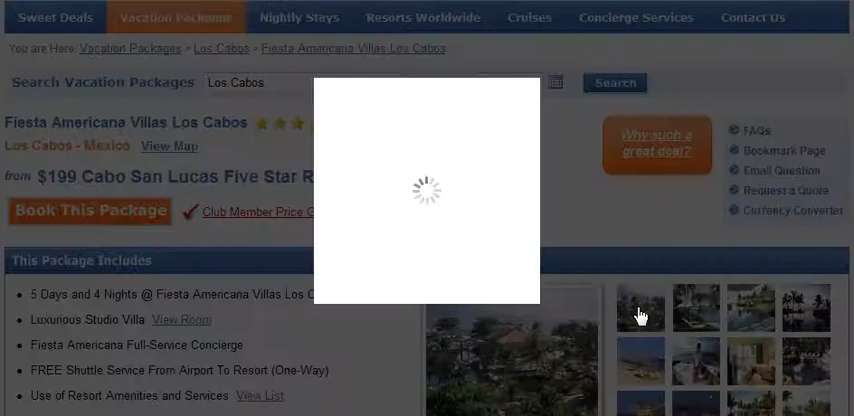 Sweet Deals Vacation Packages Nightly Stays Resorts Worldwide Cruises Concierge Services Contact Us
You are Here: Vacation Packages > Los Cabos > Fiesta Americana Villas Los Cabos
Search Vacation Packages Los Cabos Search
Fiesta Americana Villas Los Cabos
Los Cabos - Mexico View Map
from $199 Cabo San Lucas Five Star R
Book This Package Club Member Price G
Why such a
great deal?
FAQs
Bookmark Page
Email Question
Request a Quote
Currency Converter
This Package Includes
5 Days and 4 Nights @ Fiesta Americana Villas Los C
Luxurious Studio Villa View Room
Fiesta Americana Full-Service Concierge
FREE Shuttle Service From Airport To Resort (One-Way)
Use of Resort Amenities and Services View List